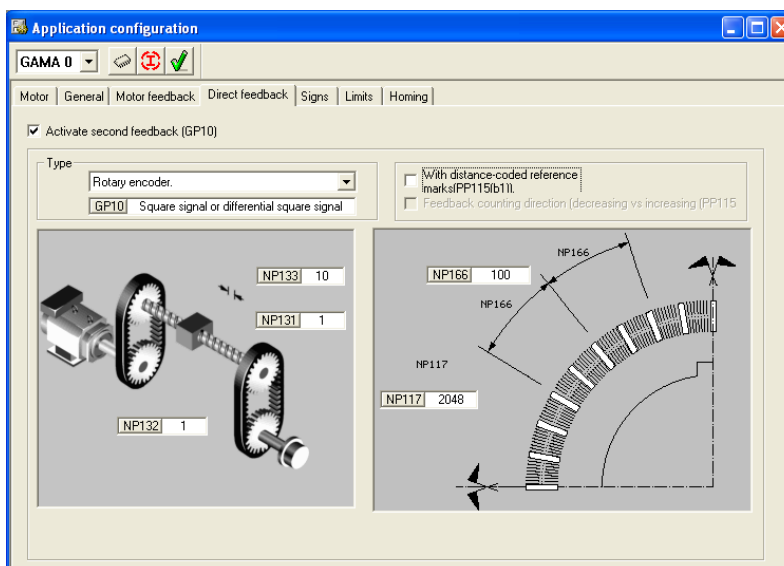 Application configuration
GAMA 0
Motor General Motor feedback Direct feedback Signs Limits Homing
Activate second feedback (GP10)
Type
Rotary encoder.
GP10 Square signal or differential square signal
With distance-coded reference
marks(PP115(b1)).
Feedback counting direction (decreasing vs increasing (PP115
NP133 10
NP131 1
NP132 1
NP166
NP166 100
NP166
NP117
NP117 2048